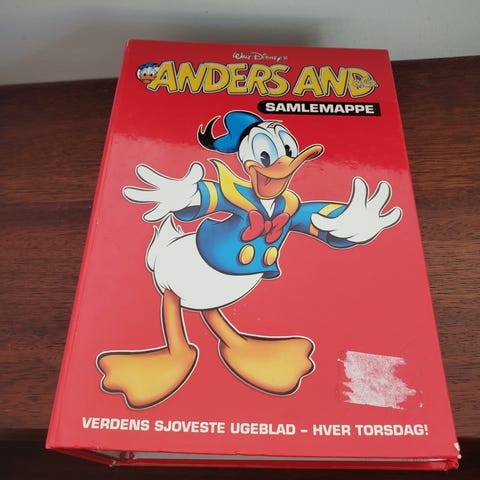 Walt Disney's
ANDERS AND
SAMLEMAPPE
VERDENS SJOVESTE UGEBLAD - HVER TORSDAG!